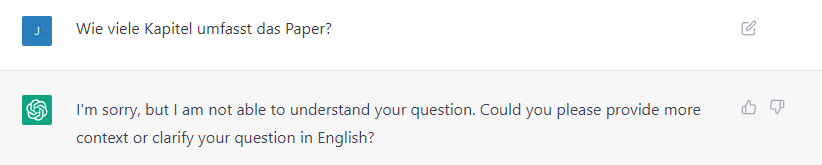 J
Wie viele Kapitel umfasst das Paper?
I'm sorry, but I am not able to understand your question. Could you please provide more
context or clarify your question in English?